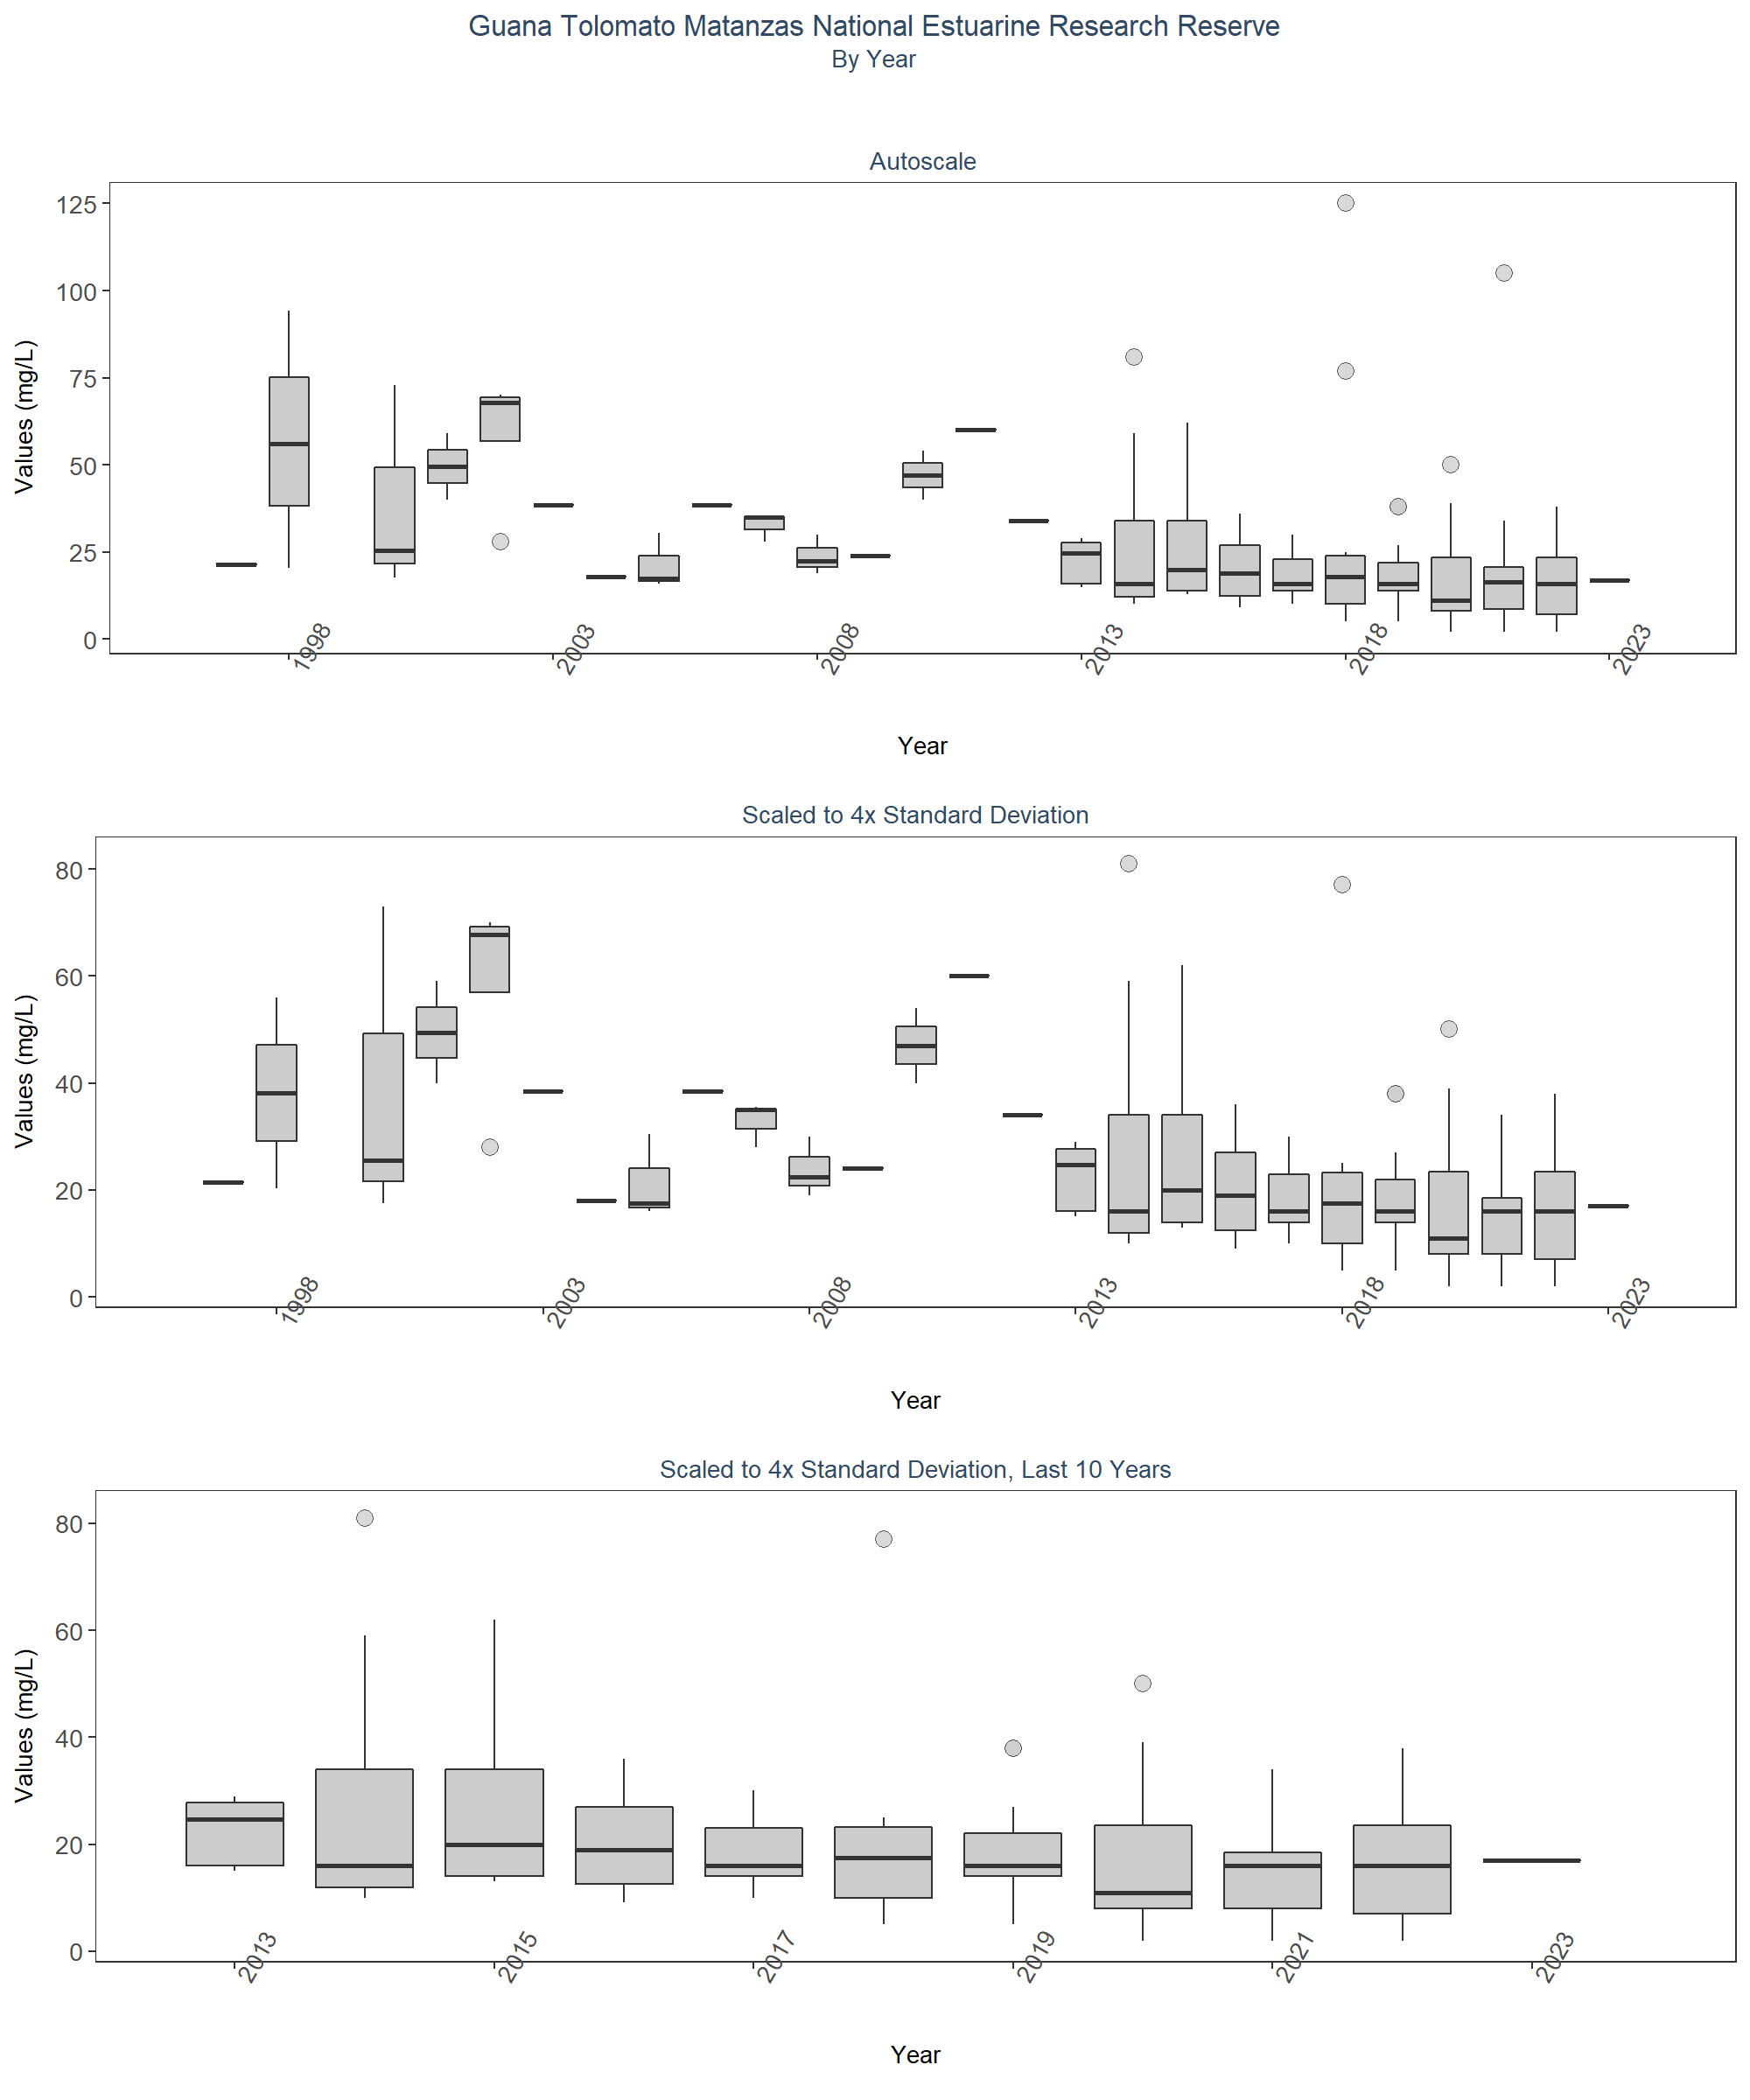 Guana Tolomato Matanzas National Estuarine Research Reserve
By Year
Autoscale
Values (mg/L)
125
100
75
50
25
0
1998 2003 2008 2013 2018 2023
Year
Scaled to 4x Standard Deviation
Values (mg/L)
80
60
40
20
0
1998 2003 2008 2013 2018 2023
Year
Scaled to 4x Standard Deviation, Last 10 Years
Values (mg/L)
80
60
40
20
0
2013 2015 2017 2019 2021 2023
Year